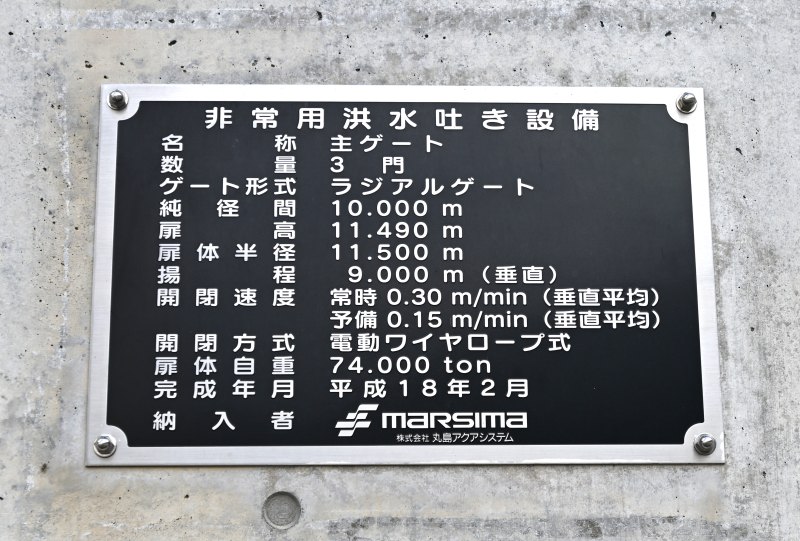 非常用洪水吐き設備
名称 主ゲート
数量 3 門
ゲート形式 ラジアルゲート
純径間 10.000 m
扉高 11.490 m
扉体半径 11.500 m
揚程 9.000 m（垂直）
開閉速度 常時 0.30 m/min（垂直平均）
予備 0.15 m/min（垂直平均）
開閉方式 電動ワイヤロープ式
扉体自重 74.000 ton
完成年月 平成18年2月
納入者 marsima
株式会社 丸島アクアシステム